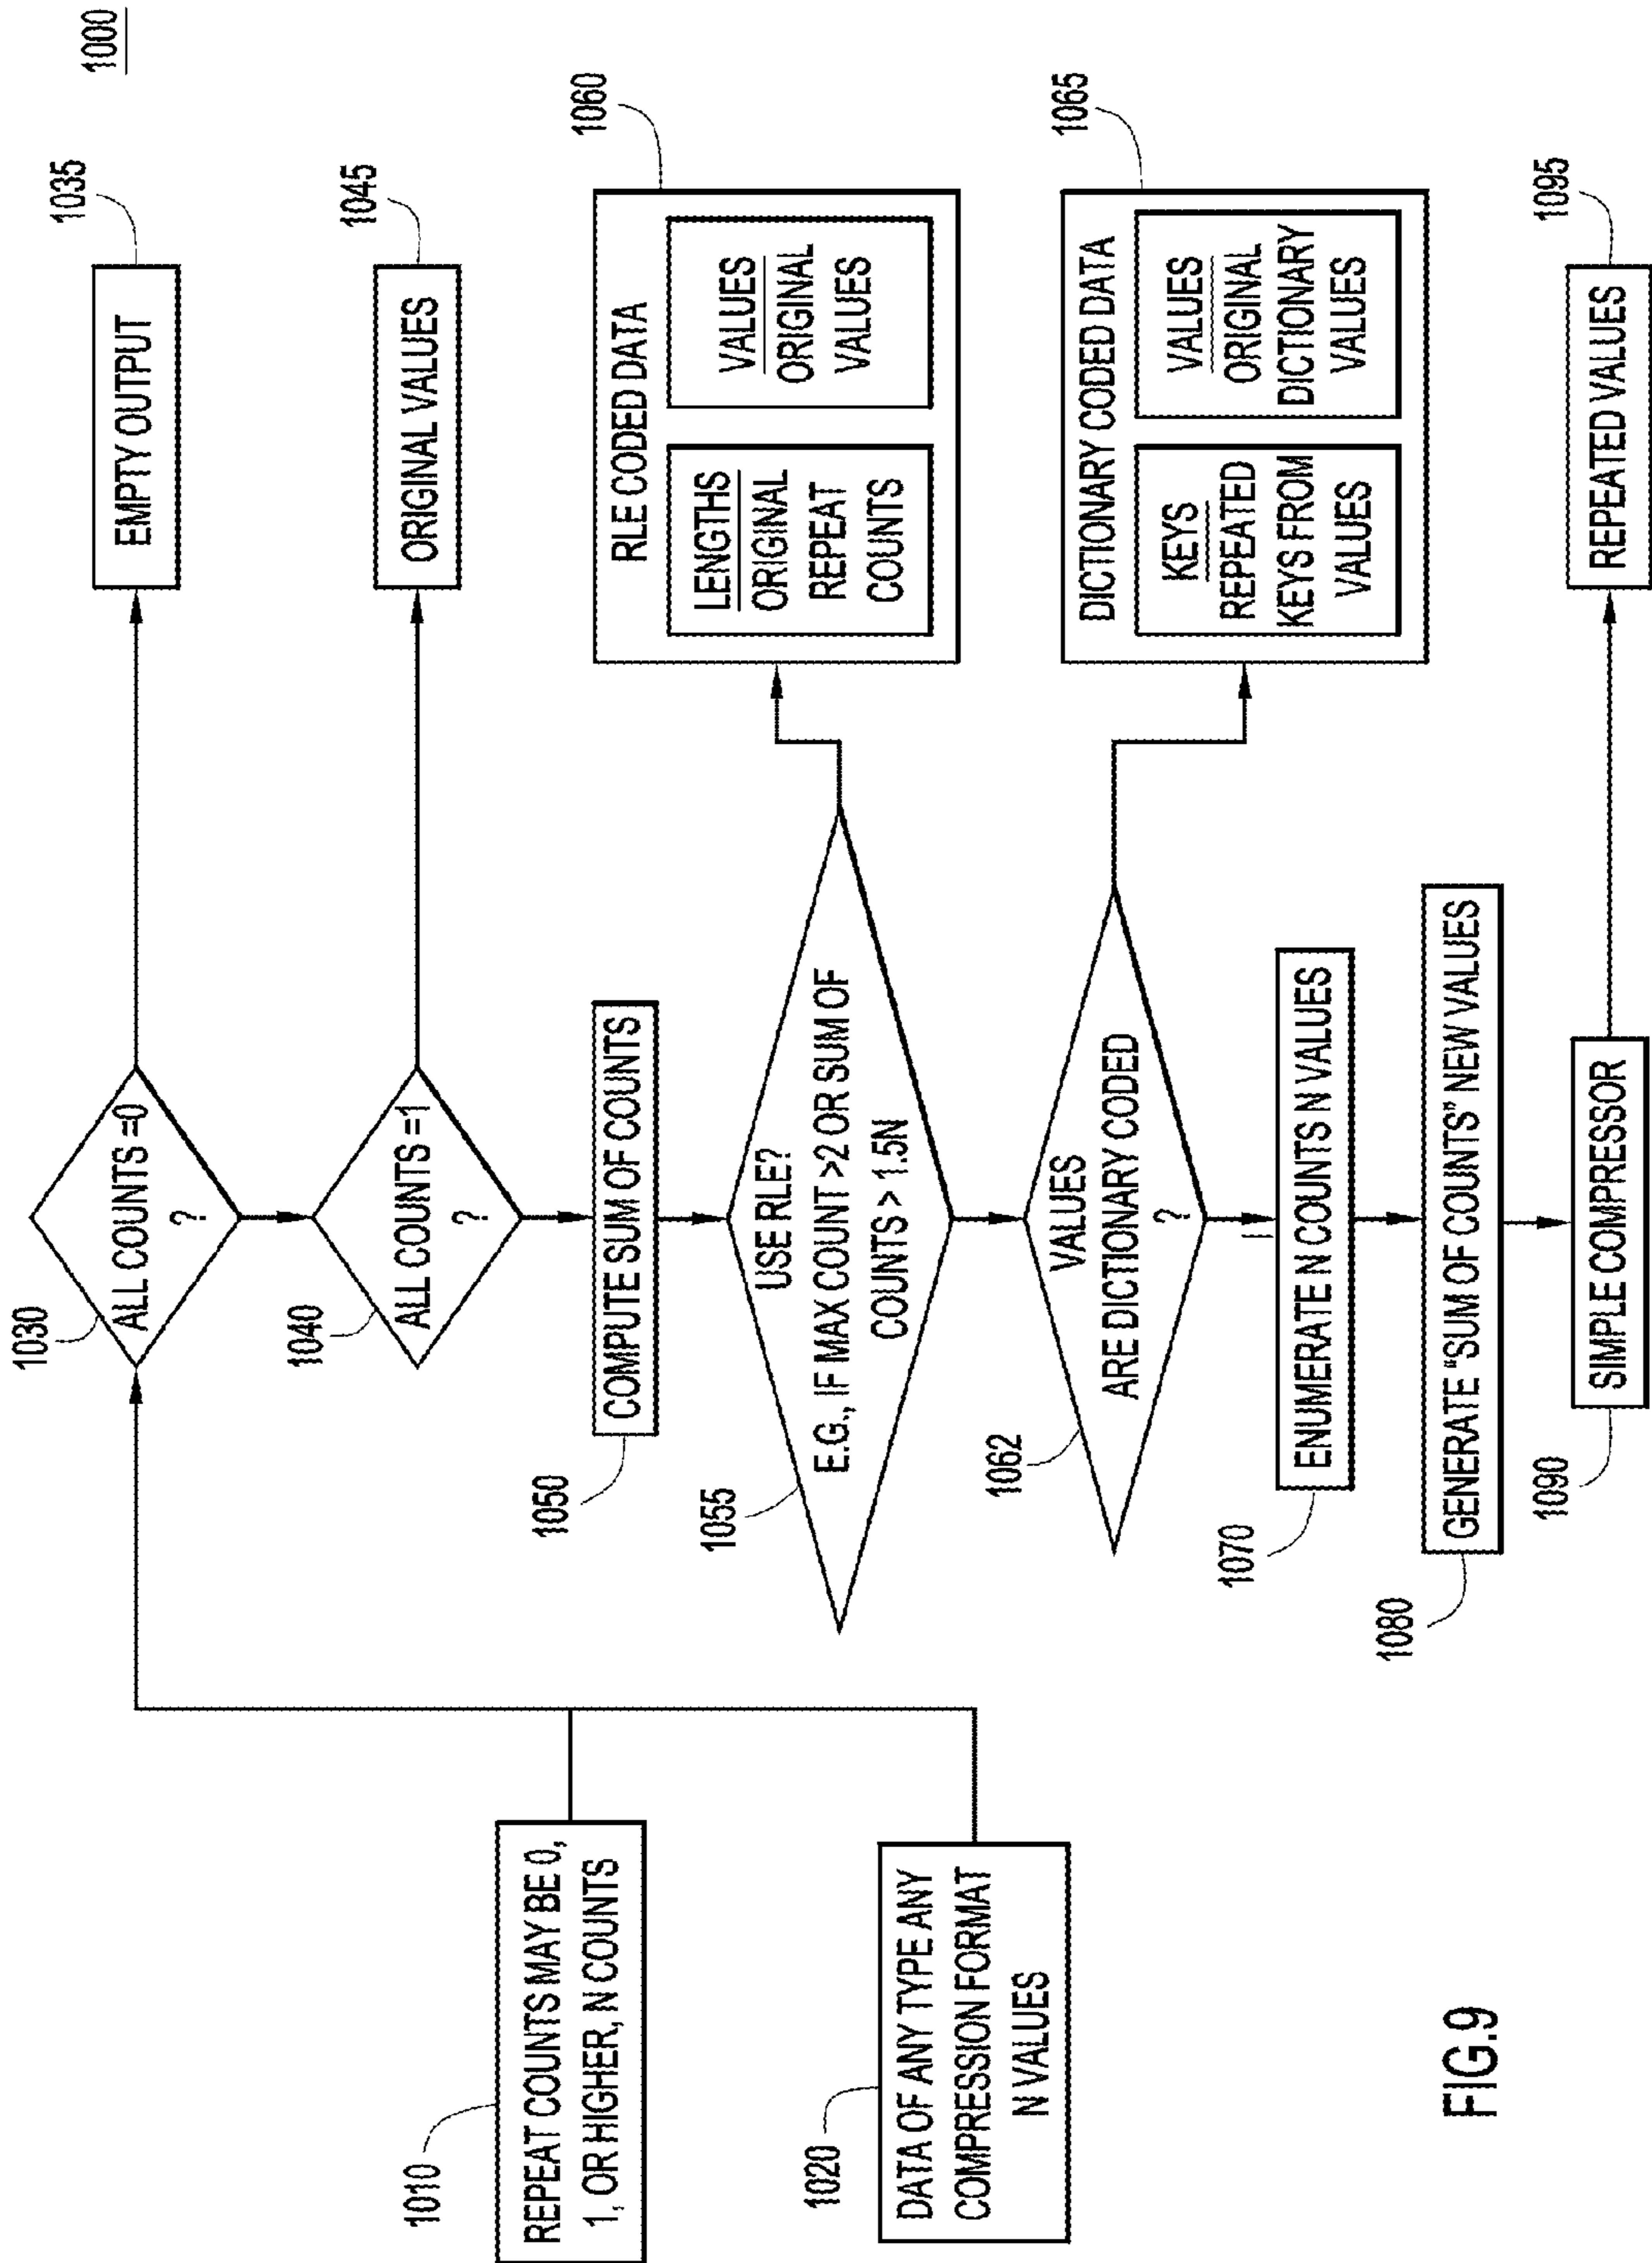 1000
1010
REPEAT COUNTS MAY BE 0,
1, OR HIGHER, N COUNTS
1020
DATA OF ANY TYPE ANY
COMPRESSION FORMAT
N VALUES
1030
ALL COUNTS =0
?
1035
EMPTY OUTPUT
1040
ALL COUNTS =1
?
1045
ORIGINAL VALUES
1050
COMPUTE SUM OF COUNTS
1055
USE RLE?
E.G., IF MAX COUNT >2 OR SUM OF
COUNTS > 1.5N
1060
RLE CODED DATA
LENGTHS
ORIGINAL
REPEAT
COUNTS
VALUES
ORIGINAL
VALUES
1062
VALUES
ARE DICTIONARY CODED
?
1065
DICTIONARY CODED DATA
KEYS
REPEATED
KEYS FROM
VALUES
VALUES
ORIGINAL
DICTIONARY
VALUES
1070
ENUMERATE N COUNTS N VALUES
1080
GENERATE "SUM OF COUNTS" NEW VALUES
1090
SIMPLE COMPRESSOR
1095
REPEATED VALUES
FIG.9